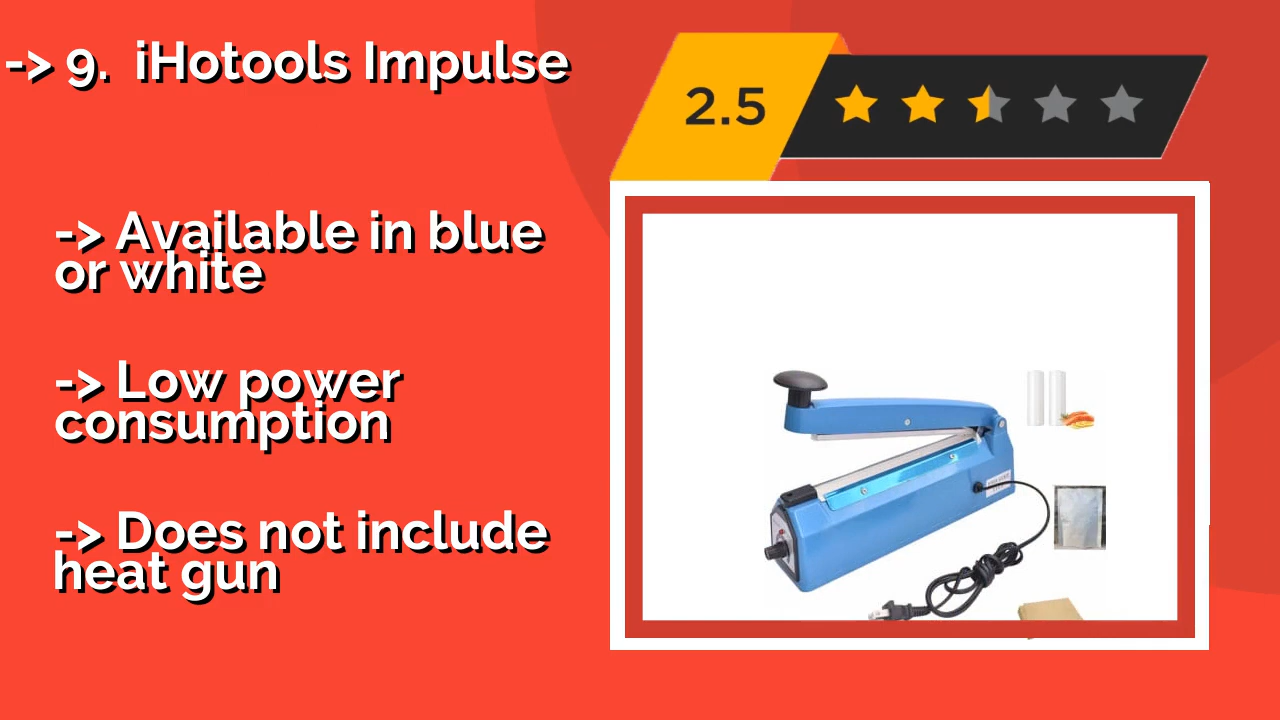 -> 9.  iHotools Impulse
2.5
-> Available in blue
or white
-> Low power
consumption
-> Does not include
heat gun